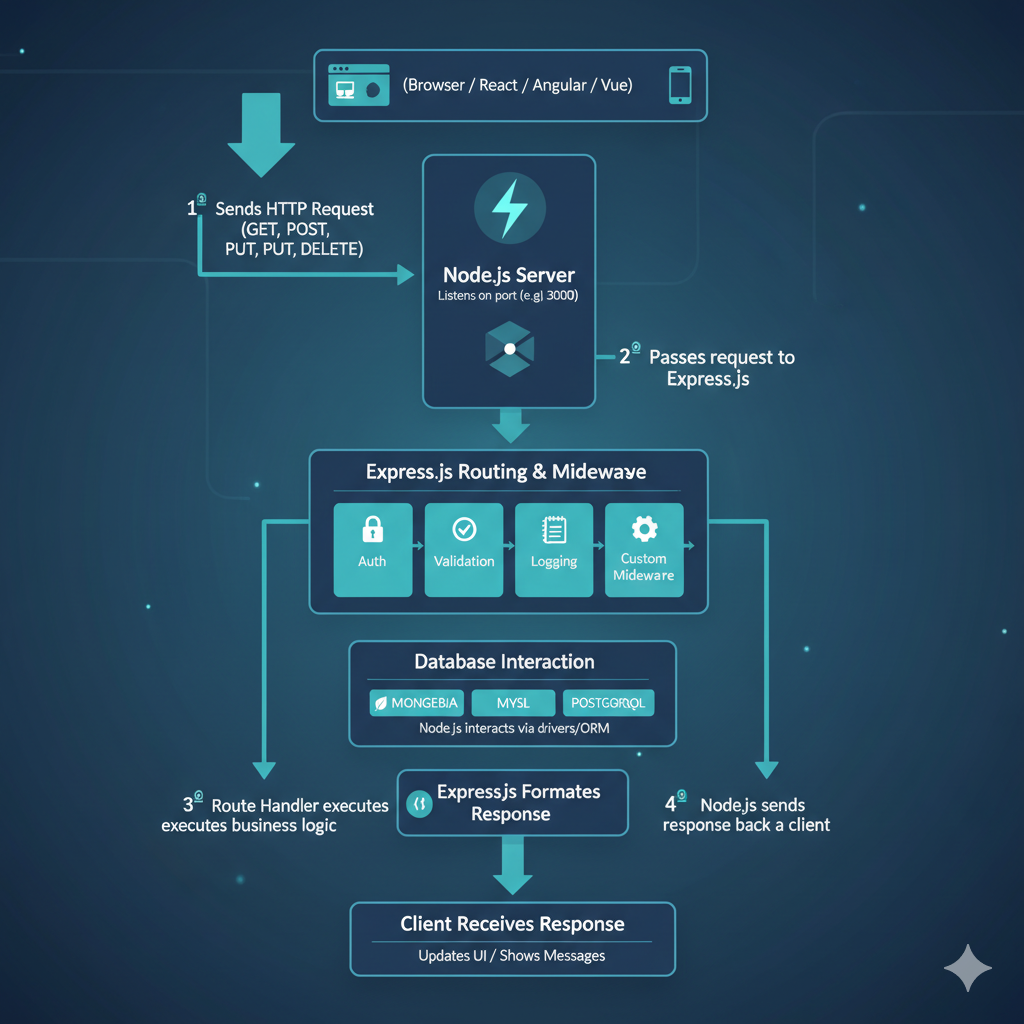 (Browser / React / Angular / Vue)
1 Sends HTTP Request
(GET, POST,
PUT, PUT, DELETE)
Node.js Server
Listens on port (e.g| 3000)
2 Passes request to
Express.js
Express.js Routing & Mideware
Auth
Validation
Logging
Custom
Mideware
Database Interaction
MONGEBIA
MYSL
Node js interacts via drivers/ORM
3 Route Handler executes
executes business logic
Express.js Formates
Response
4 Node.js sends
response back a client
Client Receives Response
Updates UI / Shows Messages